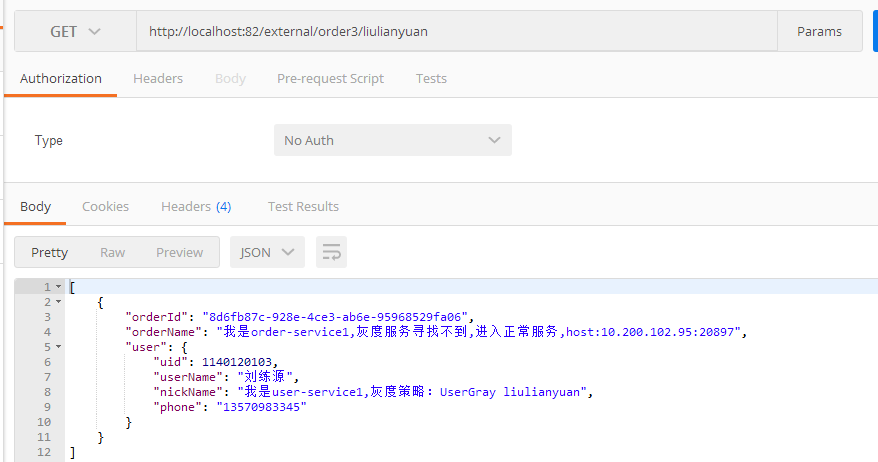 GET http://localhost:82/external/order3/liulianyuan Params
Authorization Headers Body Pre-request Script Tests
Type No Auth
Body Cookies Headers (4) Test Results
Pretty Raw Preview JSON
1 [
2 {
3 "orderId": "8d6fb87c-928e-4ce3-ab6e-95968529fa06",
4 "orderName": "我是order-service1,灰度服务寻找不到,进入正常服务,host:10.200.102.95:20897",
5 "user": {
6 "uid": 1140120103,
7 "userName": "刘练源",
8 "nickName": "我是user-service1,灰度策略：UserGray liulianyuan",
9 "phone": "13570983345"
10 }
11 }
12 ]